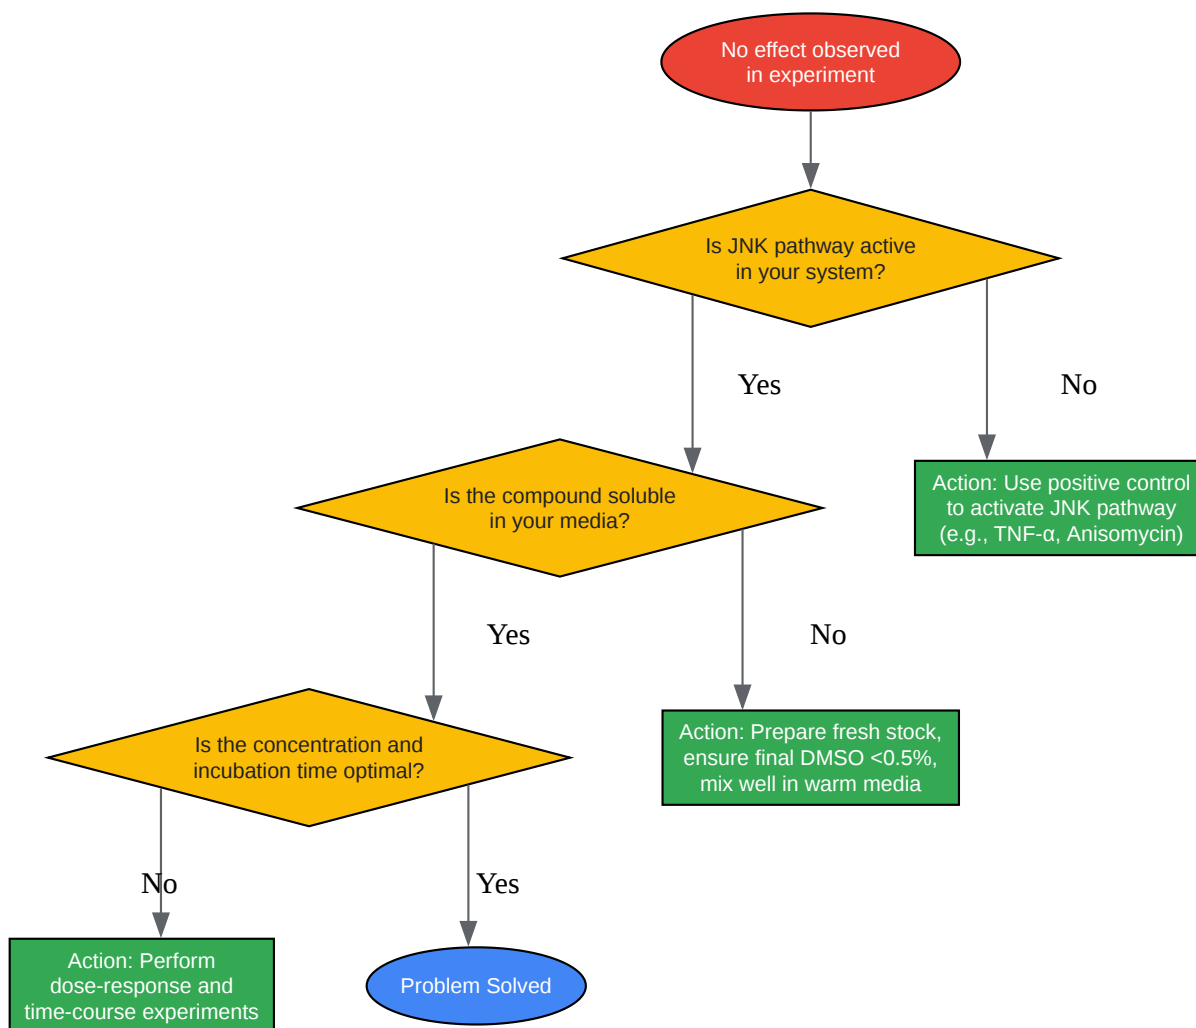 No effect observed
in experiment
Is JNK pathway active
in your system?
Yes
No
Is the compound soluble
in your media?
Action: Use positive control
to activate JNK pathway
(e.g., TNF-α, Anisomycin)
Yes
No
Is the concentration and
incubation time optimal?
Action: Prepare fresh stock,
ensure final DMSO <0.5%,
mix well in warm media
No
Yes
Action: Perform
dose-response and
time-course experiments
Problem Solved